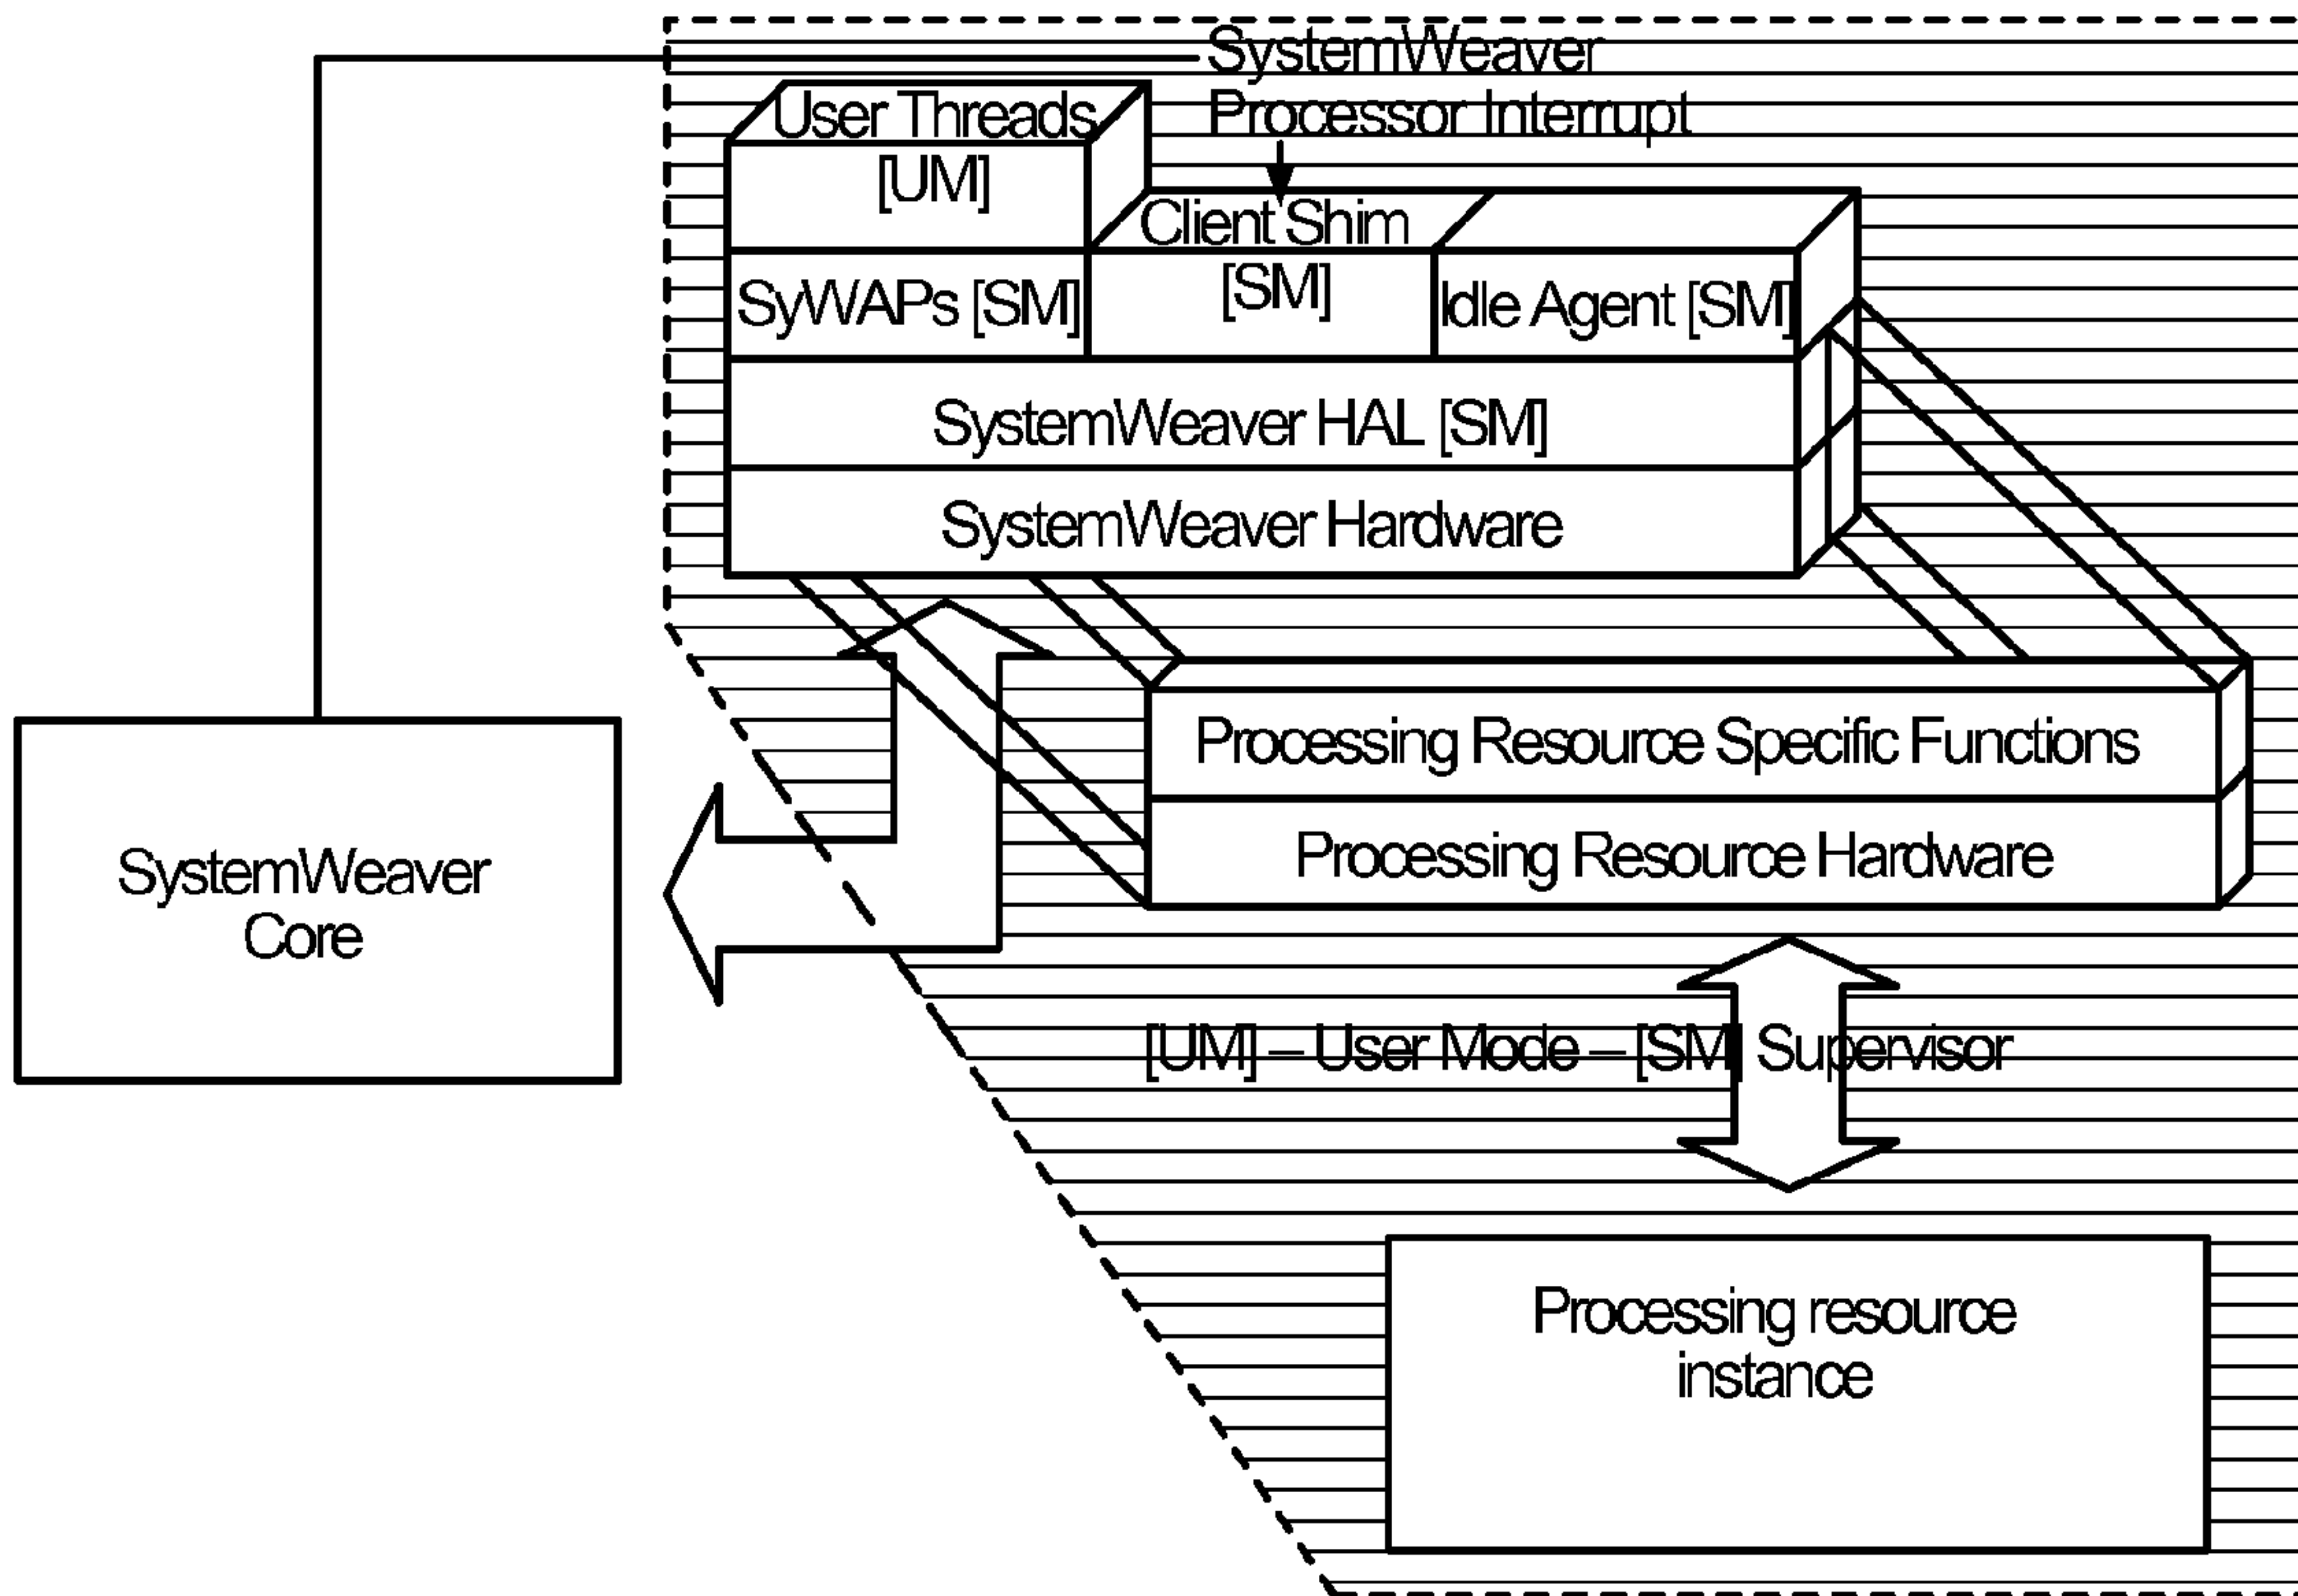 SystemWeaver
Processor Interrupt
User Threads
[UM]
Client Shim
[SM]
SyWAPs [SM]
Idle Agent [SM]
SystemWeaver HAL [SM]
SystemWeaver Hardware
Processing Resource Specific Functions
Processing Resource Hardware
SystemWeaver
Core
[UM] – User Mode – [SM] Supervisor
Processing resource
instance